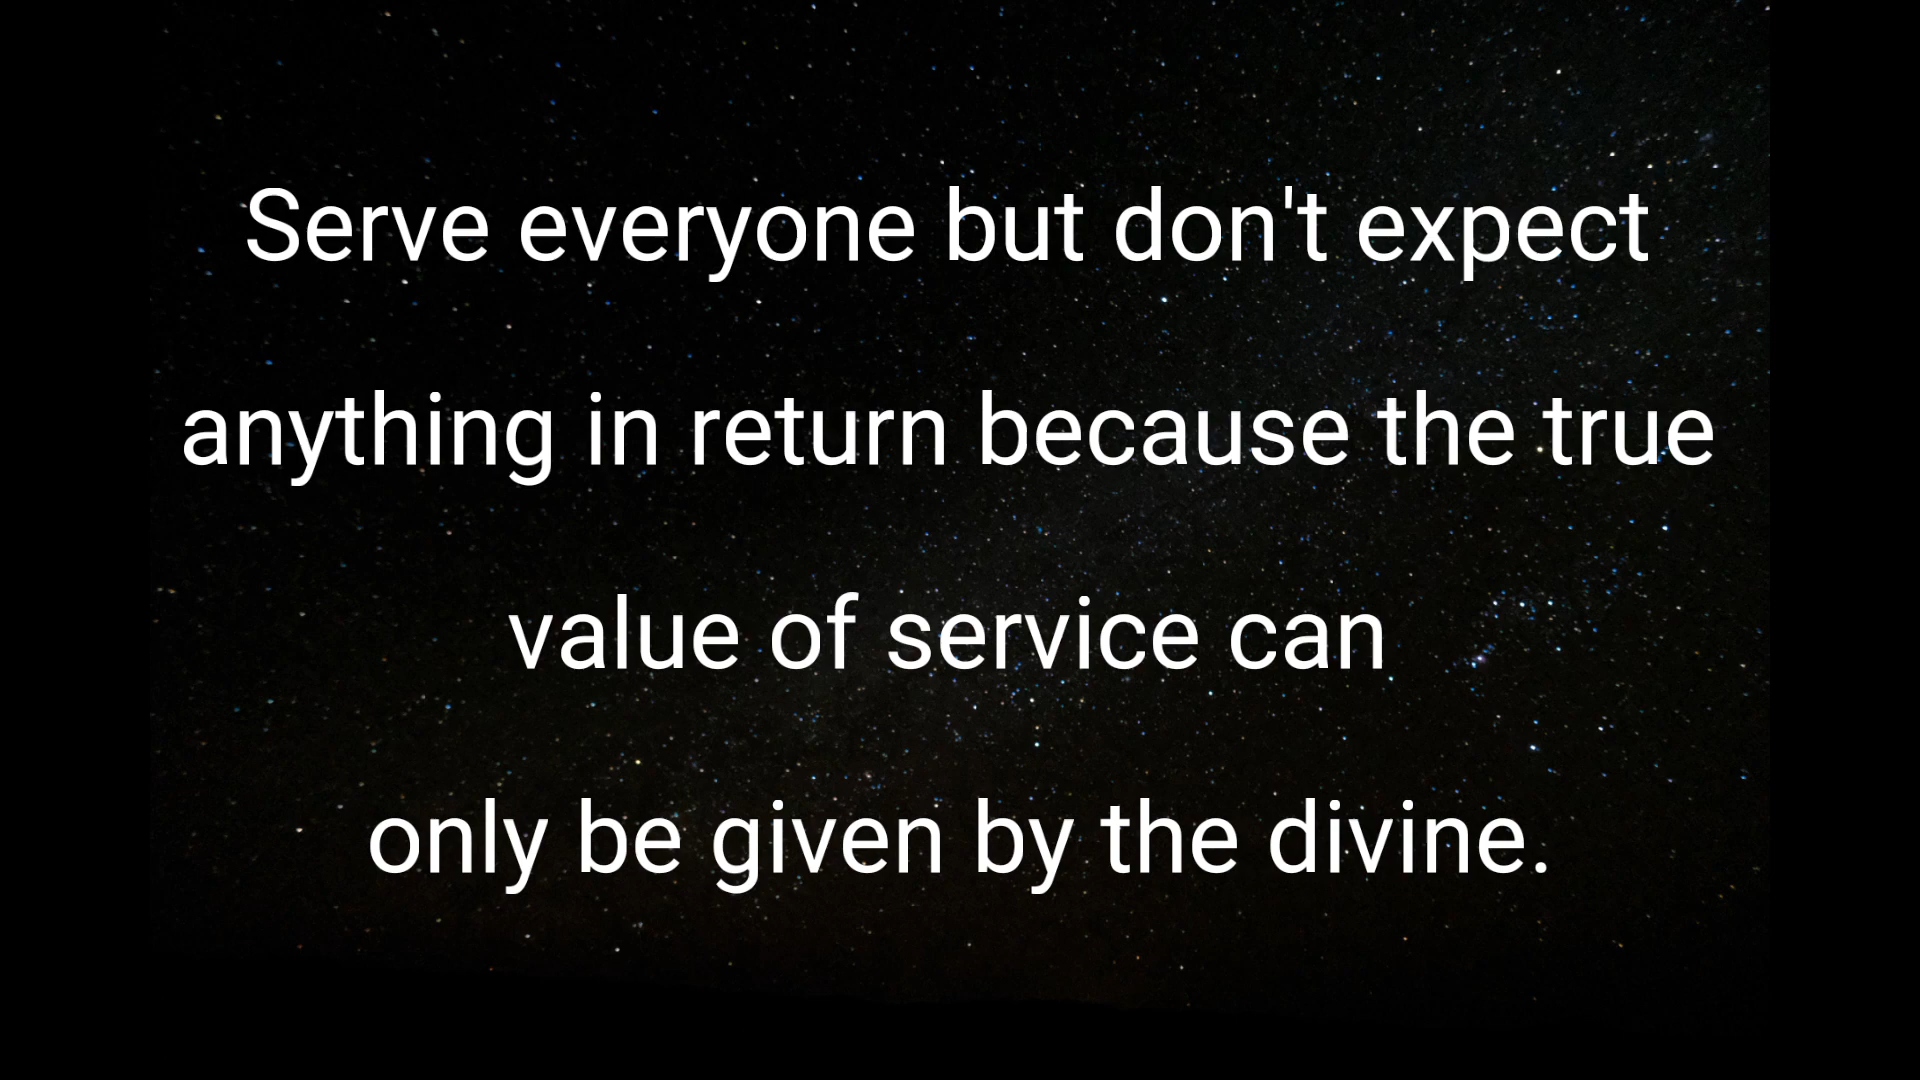 Serve everyone but don't expect
anything in return because the true
value of service can
only be given by the divine.